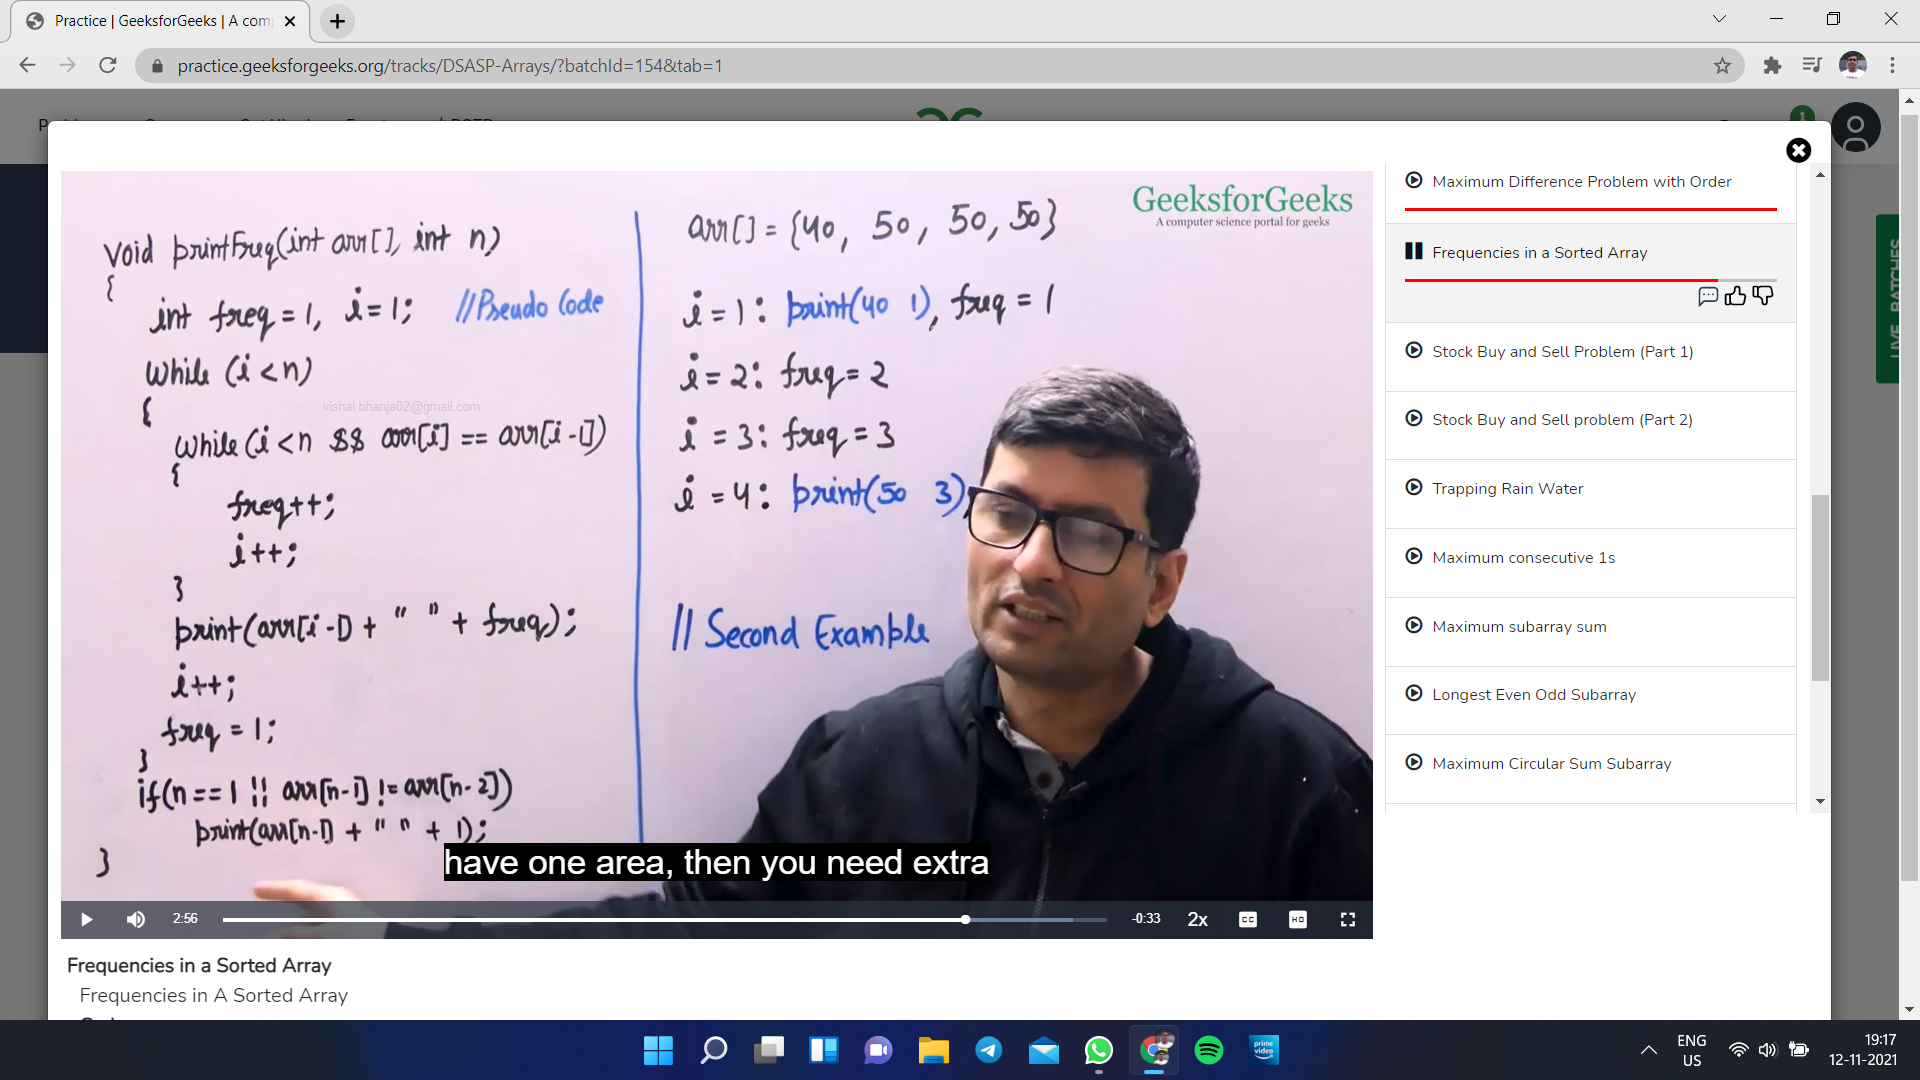 Practice | GeeksforGeeks | A com
practice.geeksforgeeks.org/tracks/DSASP-Arrays/?batchId=154&tab=1
1
GeeksforGeeks
A computer science portal for geeks
void printFreq(int arr[], int n)
{
int freq = 1, i = 1; //Pseudo Code
while (i < n)
{
while (i < n && arr[i] == arr[i-1])
{
freq++;
i++;
}
print(arr[i-1] + " " + freq);
i++;
freq = 1;
}
if(n == 1 || arr[n-1] != arr[n-2])
print(arr[n-1] + " " + 1);
}
vishal.bhanja02@gmail.com
arr[] = {40, 50, 50, 50}
i = 1: print(40 1), freq = 1
i = 2: freq = 2
i = 3: freq = 3
i = 4: print(50 3),
// Second Example
have one area, then you need extra
2:56
-0:33
2x
CC
HD
Frequencies in a Sorted Array
Frequencies in A Sorted Array
Maximum Difference Problem with Order
Frequencies in a Sorted Array
Stock Buy and Sell Problem (Part 1)
Stock Buy and Sell problem (Part 2)
Trapping Rain Water
Maximum consecutive 1s
Maximum subarray sum
Longest Even Odd Subarray
Maximum Circular Sum Subarray
LIVE BATCHES
prime video
ENG
US
19:17
12-11-2021